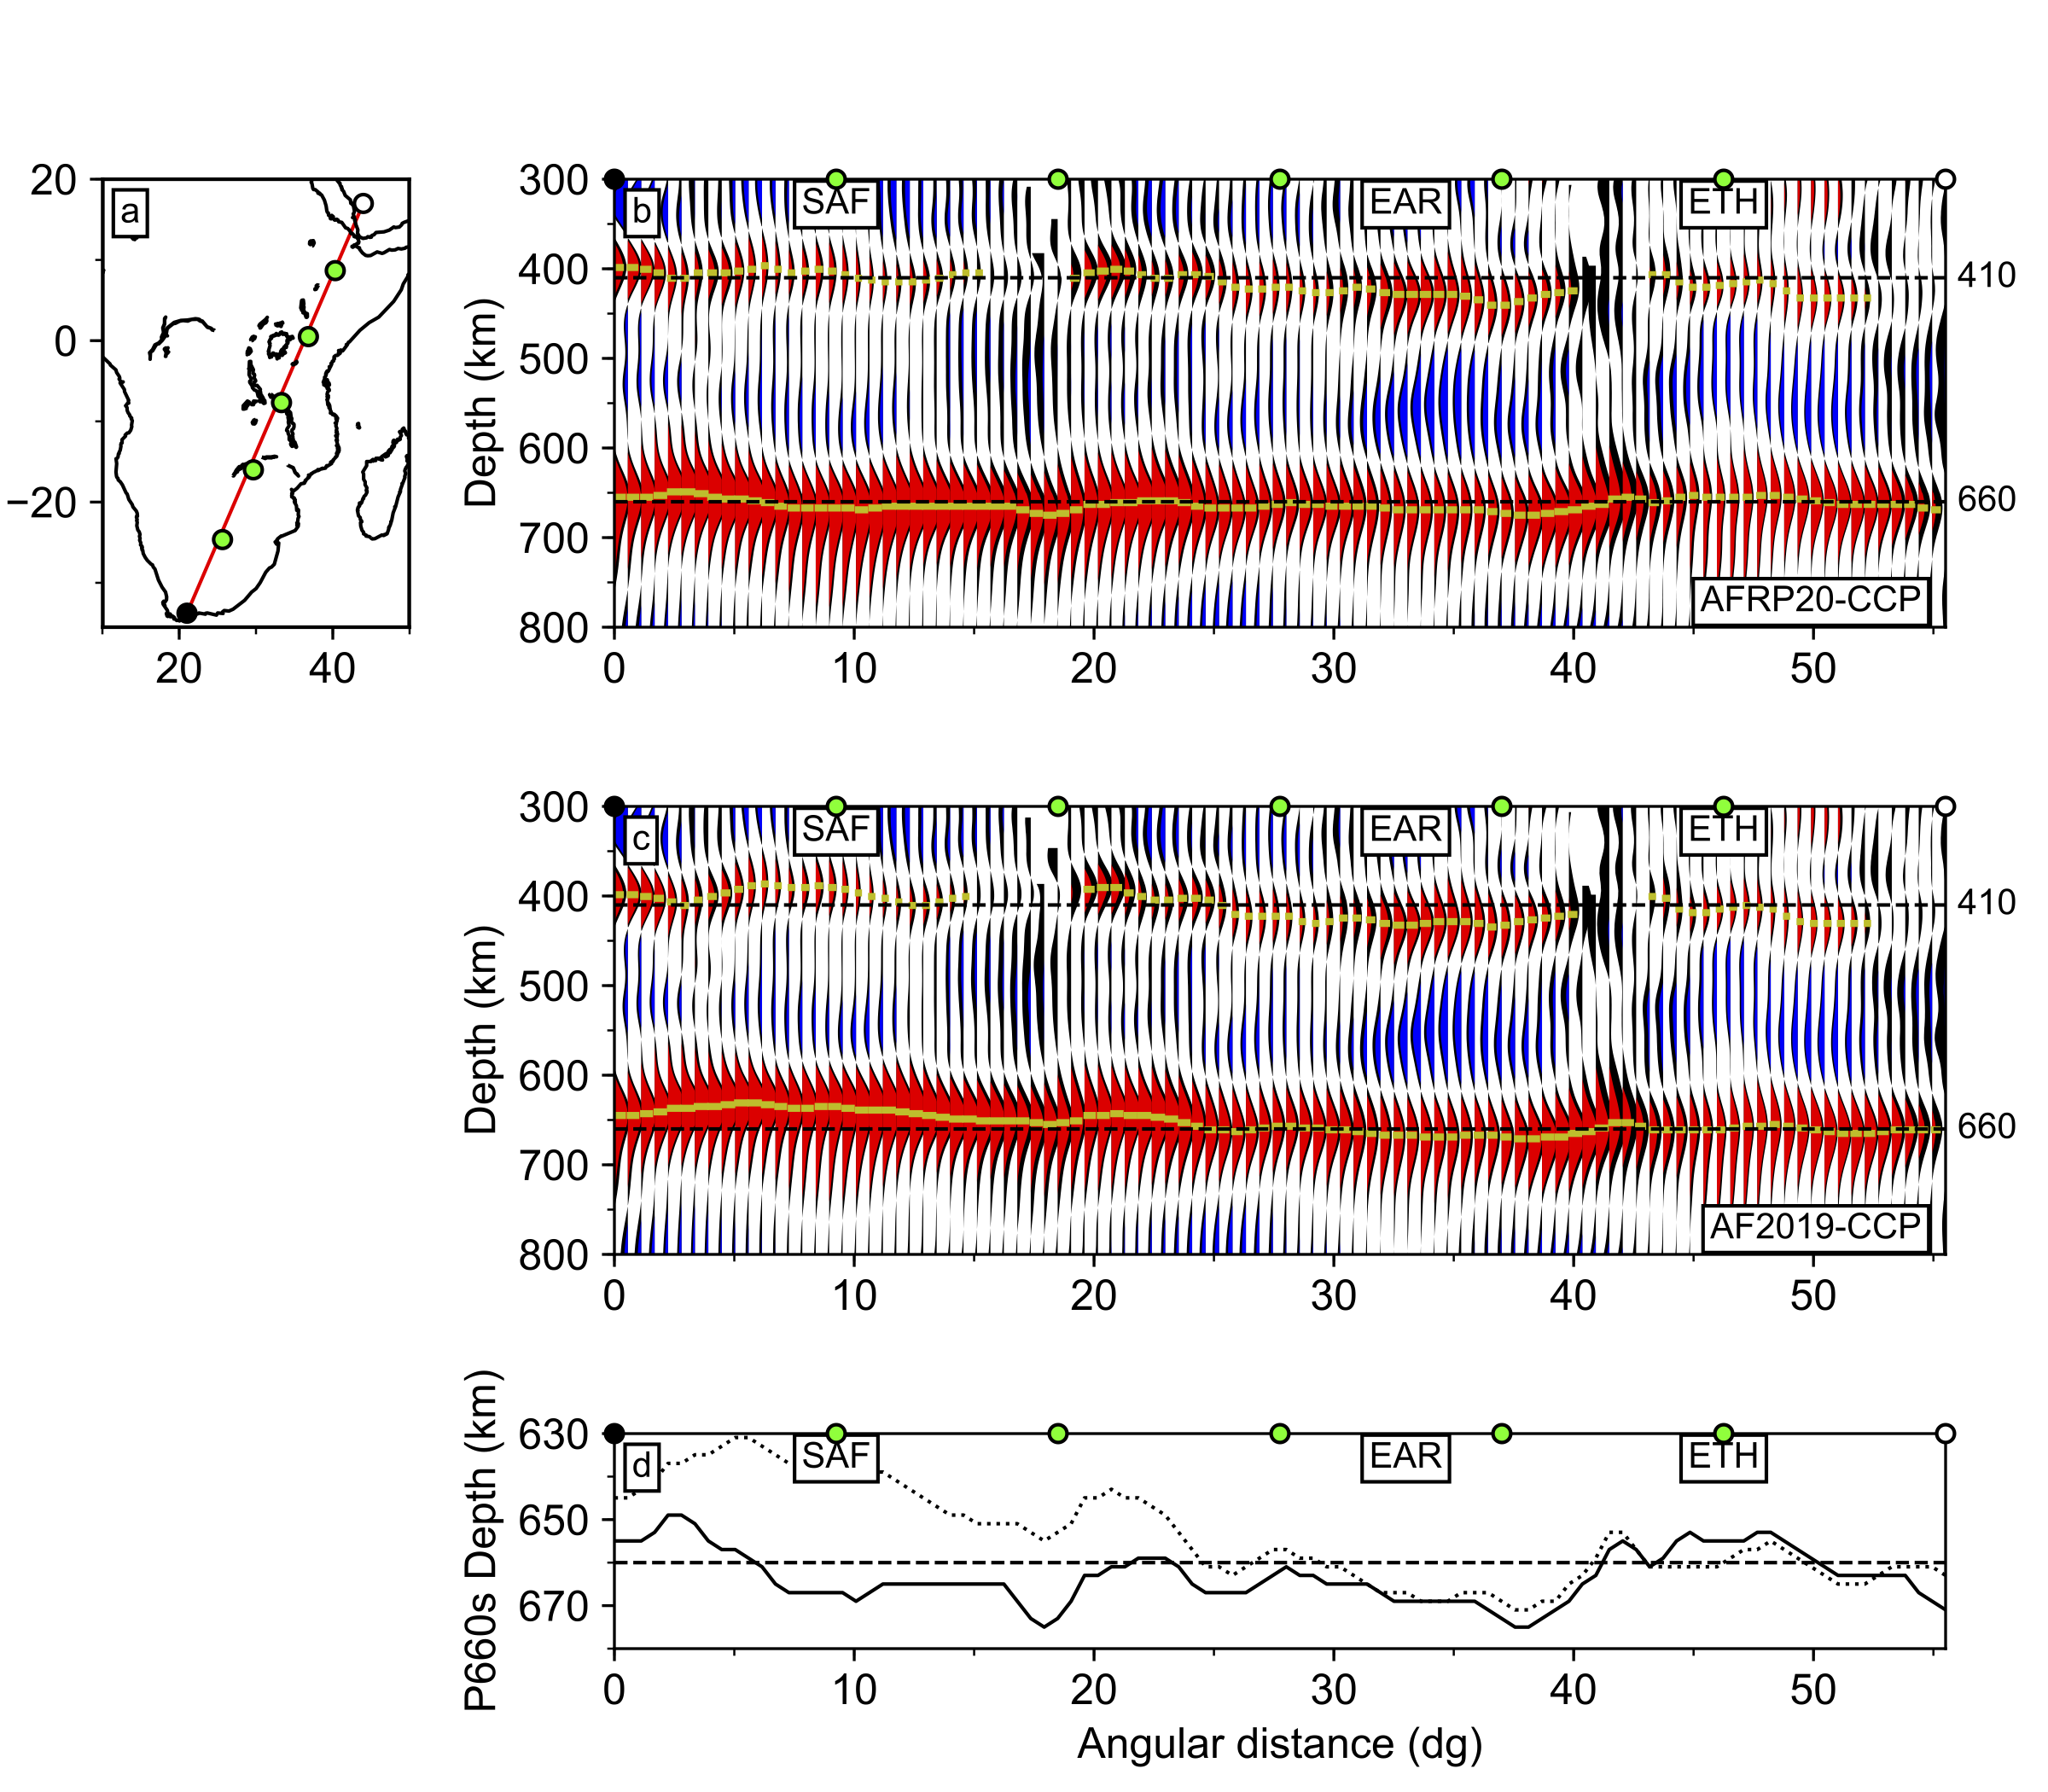 20
0
−20
20
40
a
Depth (km)
300
400
500
600
700
800
b
SAF
EAR
ETH
410
660
AFRP20-CCP
0
10
20
30
40
50
Depth (km)
300
400
500
600
700
800
c
SAF
EAR
ETH
410
660
AF2019-CCP
0
10
20
30
40
50
P660s Depth (km)
630
650
670
d
SAF
EAR
ETH
0
10
20
30
40
50
Angular distance (dg)